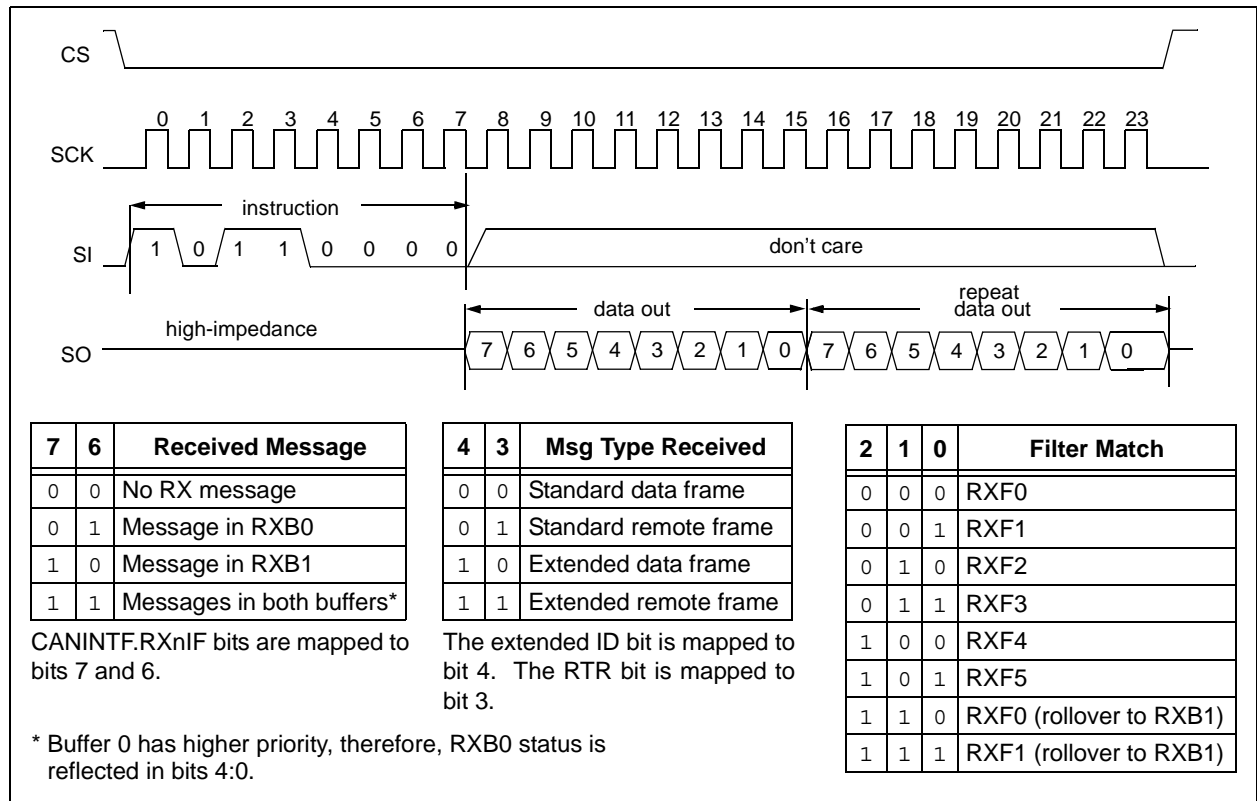 CS
0 1 2 3 4 5 6 7 8 9 10 11 12 13 14 15 16 17 18 19 20 21 22 23
SCK
instruction
SI 1 0 1 1 0 0 0 0 don't care
data out
repeat
data out
high-impedance
SO 7 6 5 4 3 2 1 0 7 6 5 4 3 2 1 0
7 6 Received Message
0 0 No RX message
0 1 Message in RXB0
1 0 Message in RXB1
1 1 Messages in both buffers*
CANINTF.RXnIF bits are mapped to
bits 7 and 6.
4 3 Msg Type Received
0 0 Standard data frame
0 1 Standard remote frame
1 0 Extended data frame
1 1 Extended remote frame
The extended ID bit is mapped to
bit 4. The RTR bit is mapped to
bit 3.
2 1 0 Filter Match
0 0 0 RXF0
0 0 1 RXF1
0 1 0 RXF2
0 1 1 RXF3
1 0 0 RXF4
1 0 1 RXF5
1 1 0 RXF0 (rollover to RXB1)
1 1 1 RXF1 (rollover to RXB1)
* Buffer 0 has higher priority, therefore, RXB0 status is
reflected in bits 4:0.